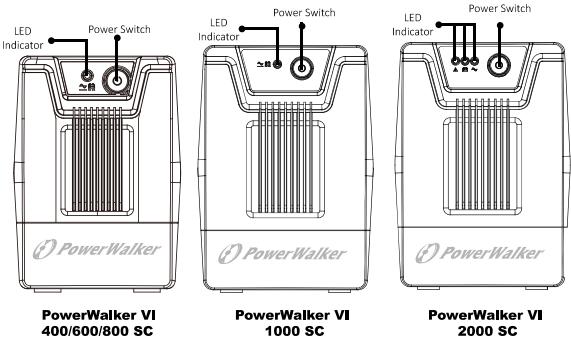 LED
Indicator
Power Switch
LED
Indicator
Power Switch
LED
Indicator
Power Switch
PowerWalker
PowerWalker
PowerWalker
PowerWalker VI
400/600/800 SC
PowerWalker VI
1000 SC
PowerWalker VI
2000 SC